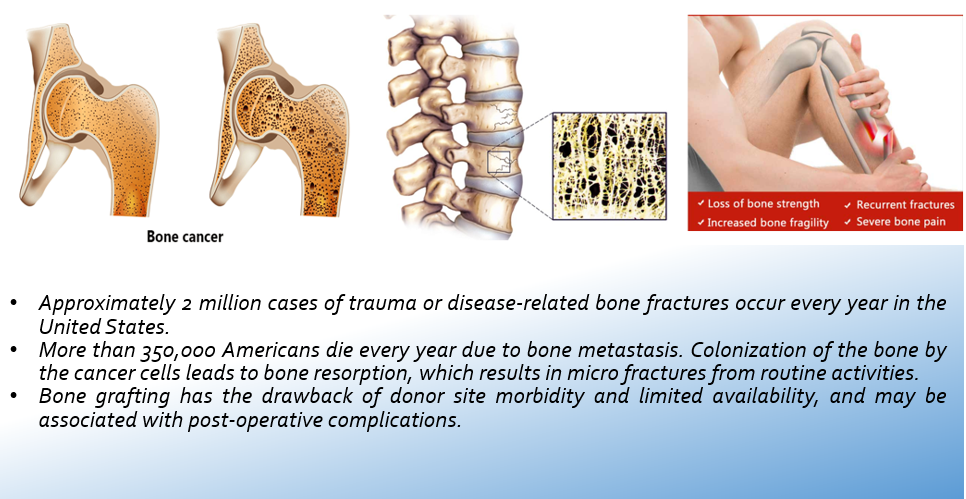 Bone cancer
✓ Loss of bone strength
✓ Recurrent fractures
✓ Increased bone fragility
✓ Severe bone pain
• Approximately 2 million cases of trauma or disease-related bone fractures occur every year in the
United States.
• More than 350,000 Americans die every year due to bone metastasis. Colonization of the bone by
the cancer cells leads to bone resorption, which results in micro fractures from routine activities.
• Bone grafting has the drawback of donor site morbidity and limited availability, and may be
associated with post-operative complications.